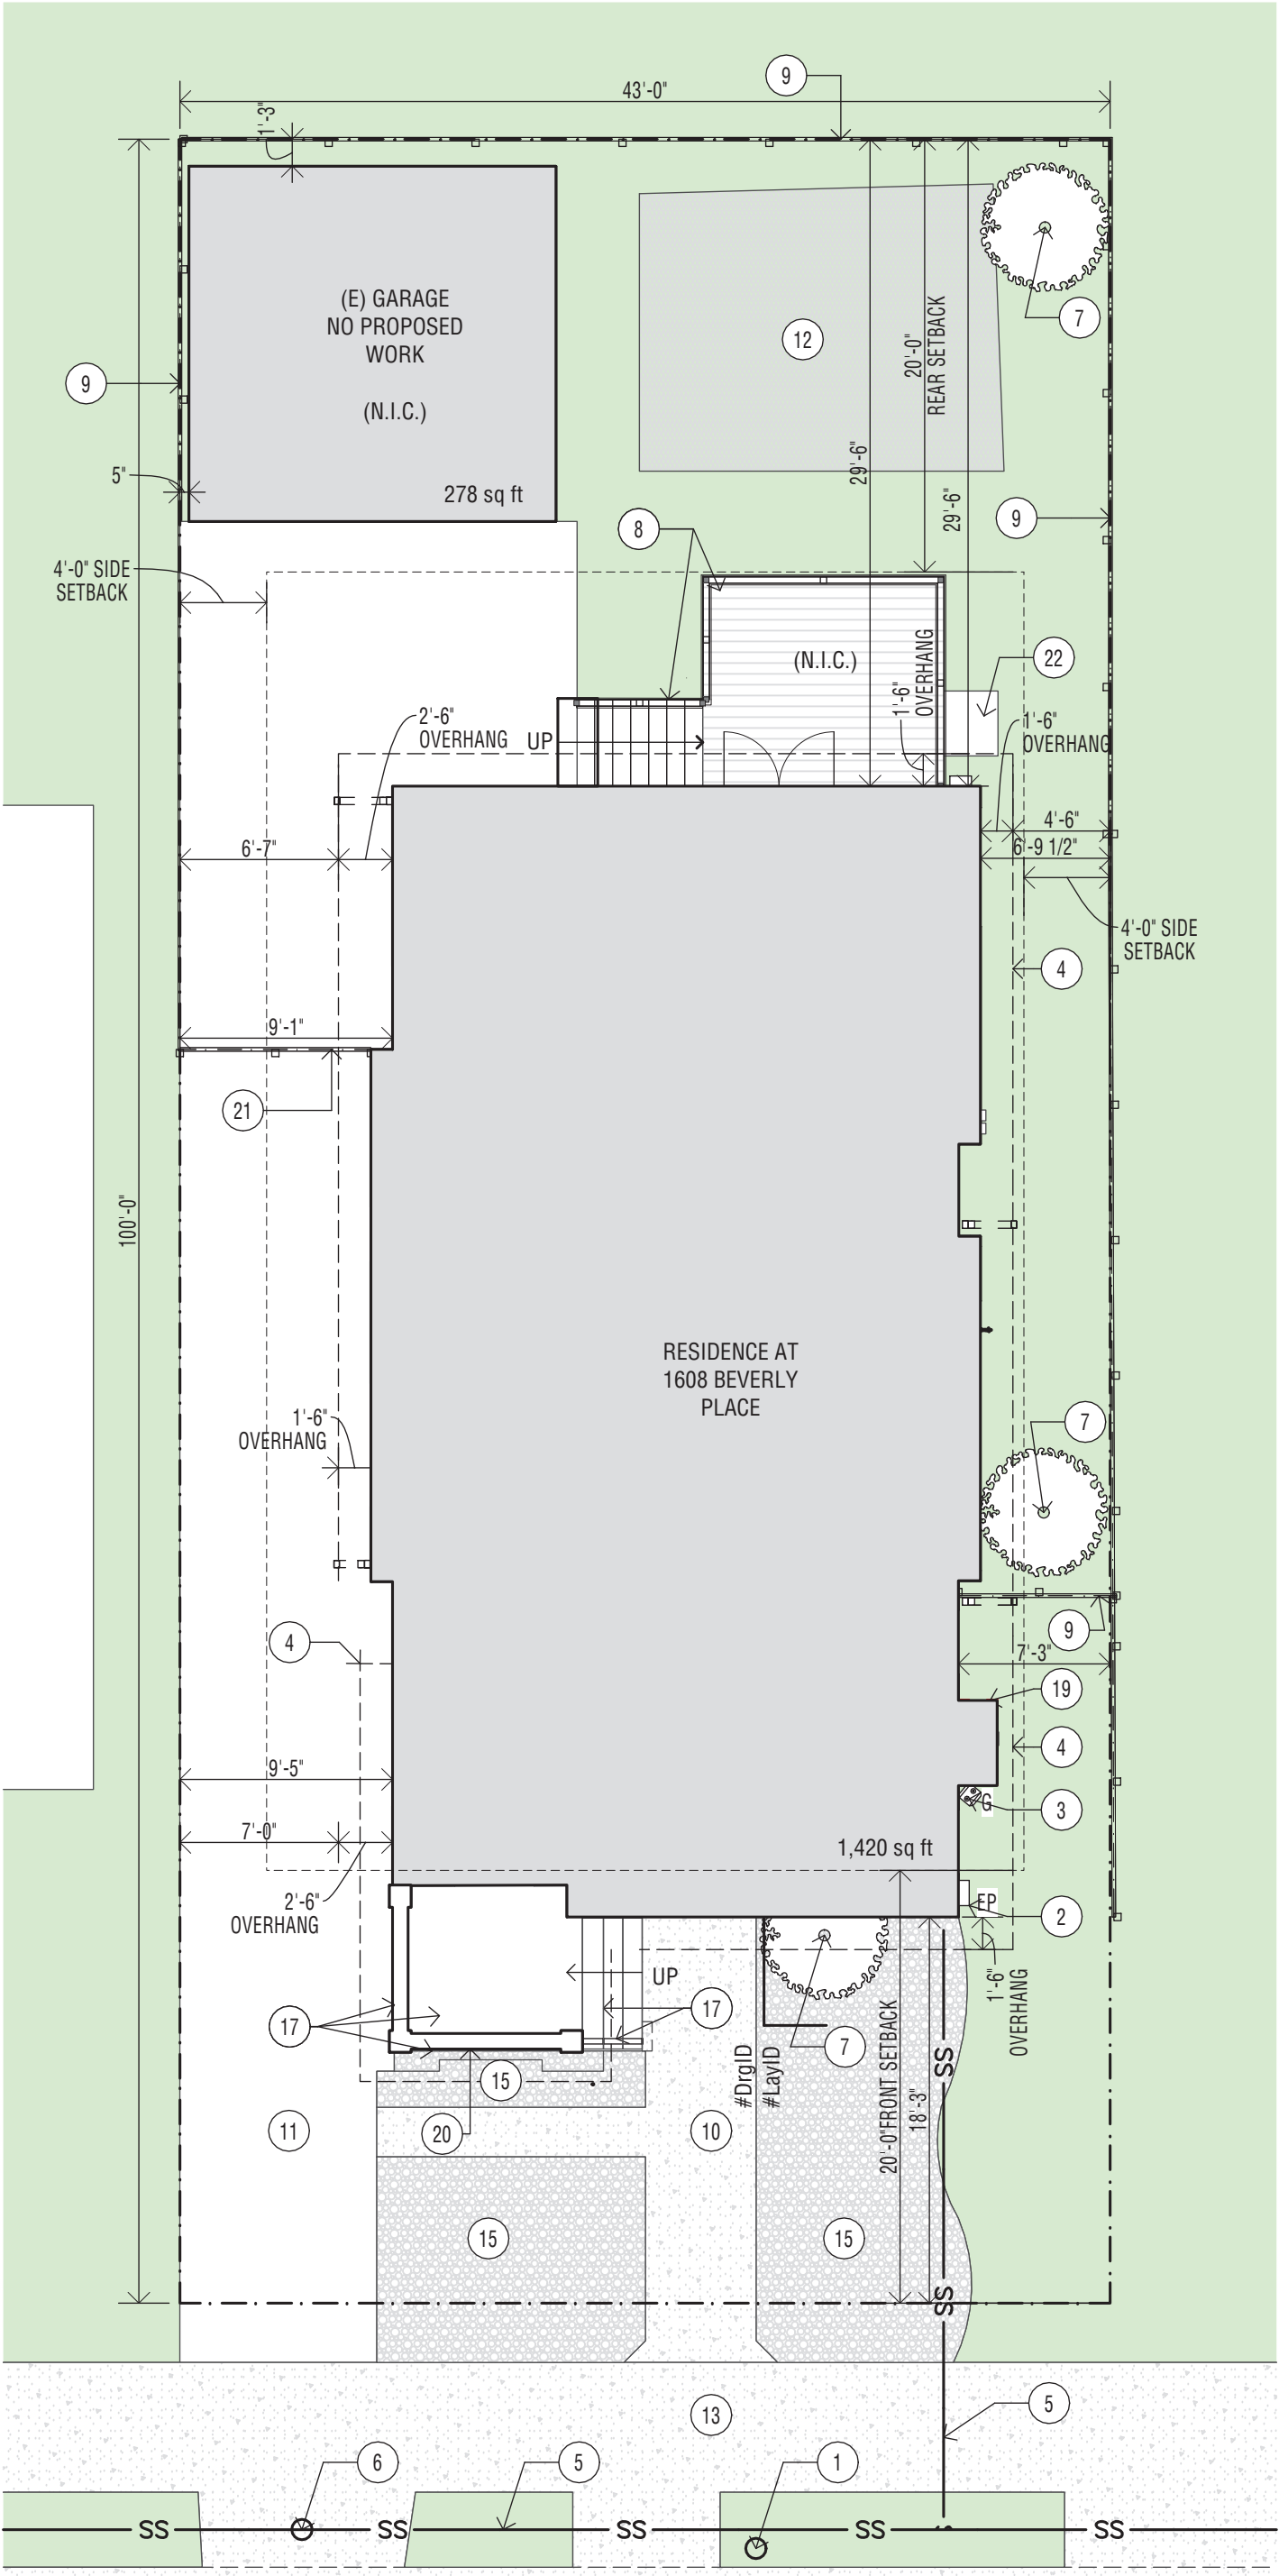 9
43'-0"
1'-3"
(E) GARAGE
NO PROPOSED
WORK
(N.I.C.)
278 sq ft
12
7
20'-0"
REAR SETBACK
29'-6"
29'-6"
9
5"
9
8
4'-0" SIDE
SETBACK
(N.I.C.)
1'-6"
OVERHANG
22
2'-6"
OVERHANG
UP
1'-6"
OVERHANG
4'-6"
6'-7"
6'-9 1/2"
4'-0" SIDE
SETBACK
4
9'-1"
21
100'-0"
RESIDENCE AT
1608 BEVERLY
PLACE
1'-6"
OVERHANG
7
4
9
7'-3"
19
4
9'-5"
G
3
7'-0"
1,420 sq ft
2'-6"
OVERHANG
EP
2
UP
1'-6"
OVERHANG
17
17
7
#DrgID
#LayID
20'-0" FRONT SETBACK
18'-3"
SS
15
11
20
10
15
15
SS
13
5
6
5
1
SS
SS
SS
SS
SS